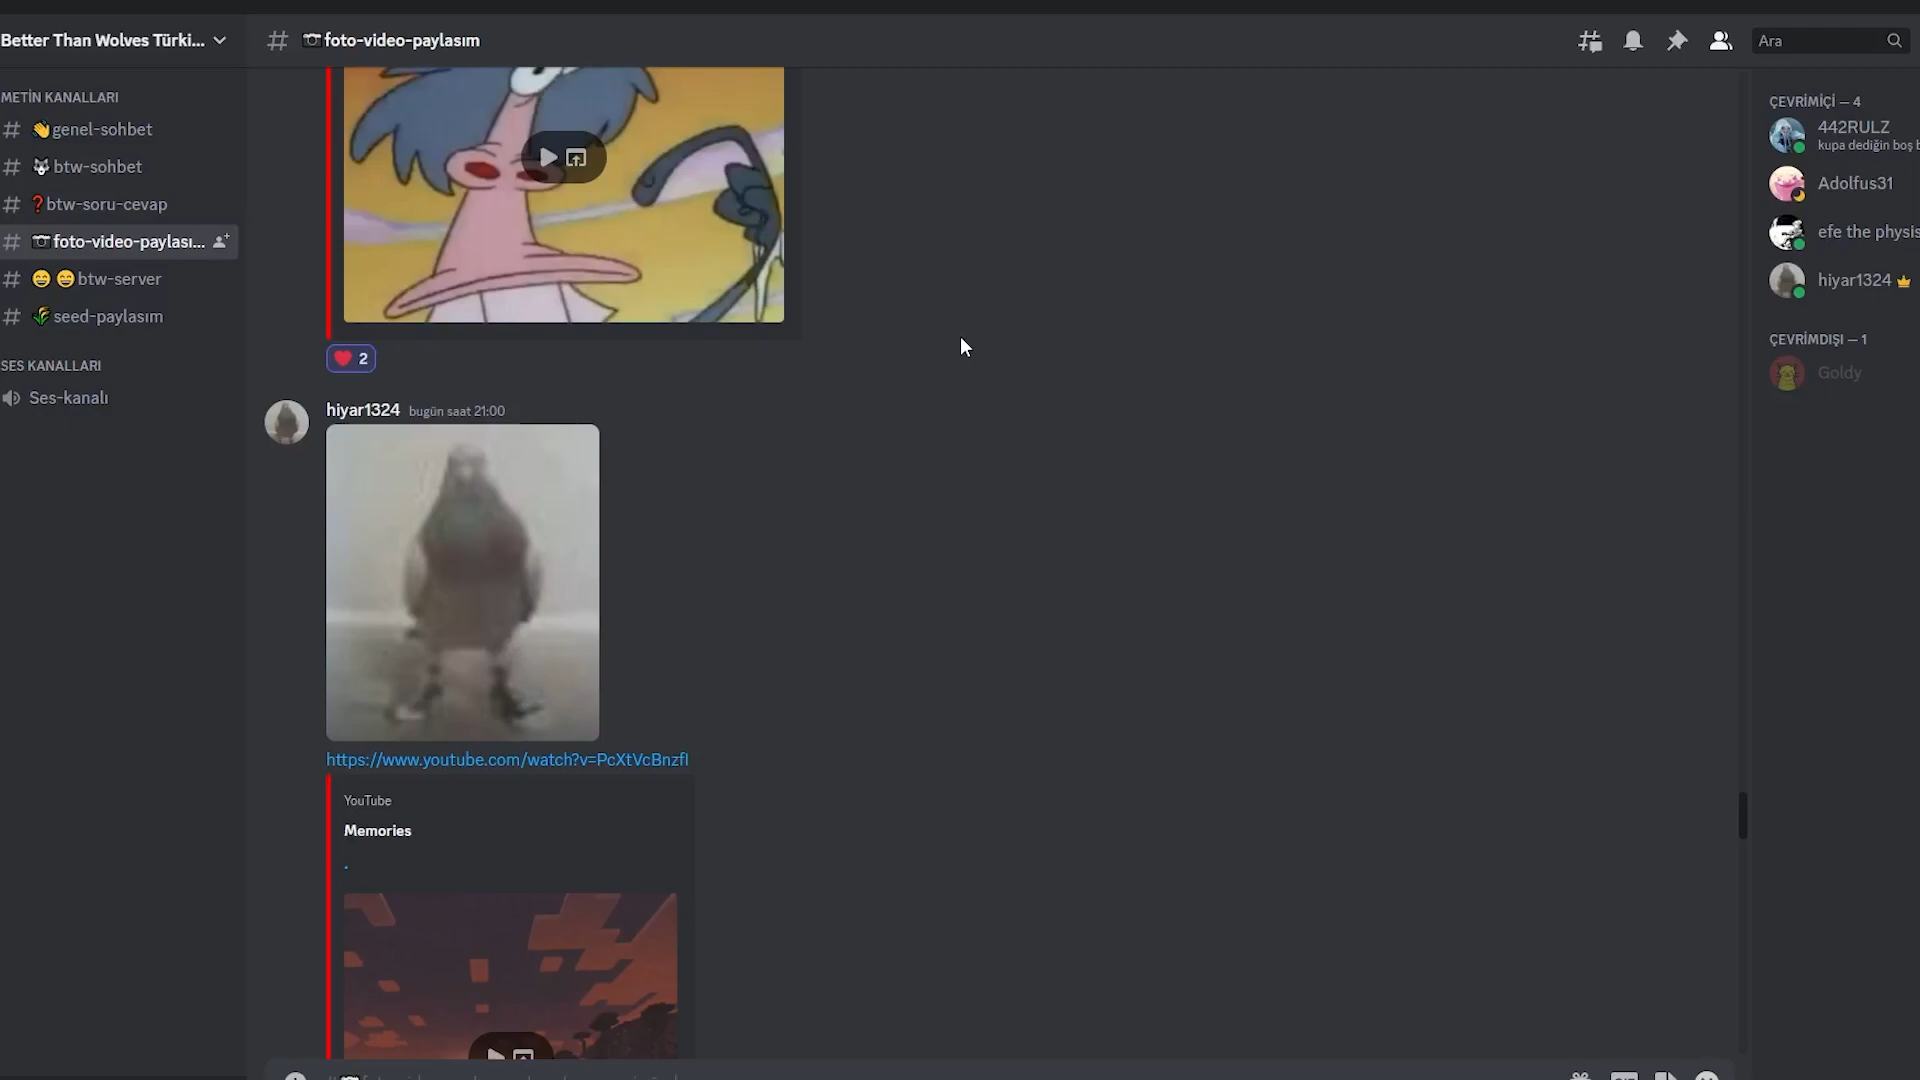 Better Than Wolves Türki...
foto-video-paylasım
Ara
METİN KANALLARI
genel-sohbet
btw-sohbet
btw-soru-cevap
foto-video-paylası...
btw-server
seed-paylasım
SES KANALLARI
Ses-kanalı
2
hiyar1324 bugün saat 21:00
https://www.youtube.com/watch?v=PcXtVcBnzfI
YouTube
Memories
.
ÇEVRİMİÇİ — 4
442RULZ
kupa dediğin boş
Adolfus31
efe the physis
hiyar1324
ÇEVRİMDIŞI — 1
Goldy